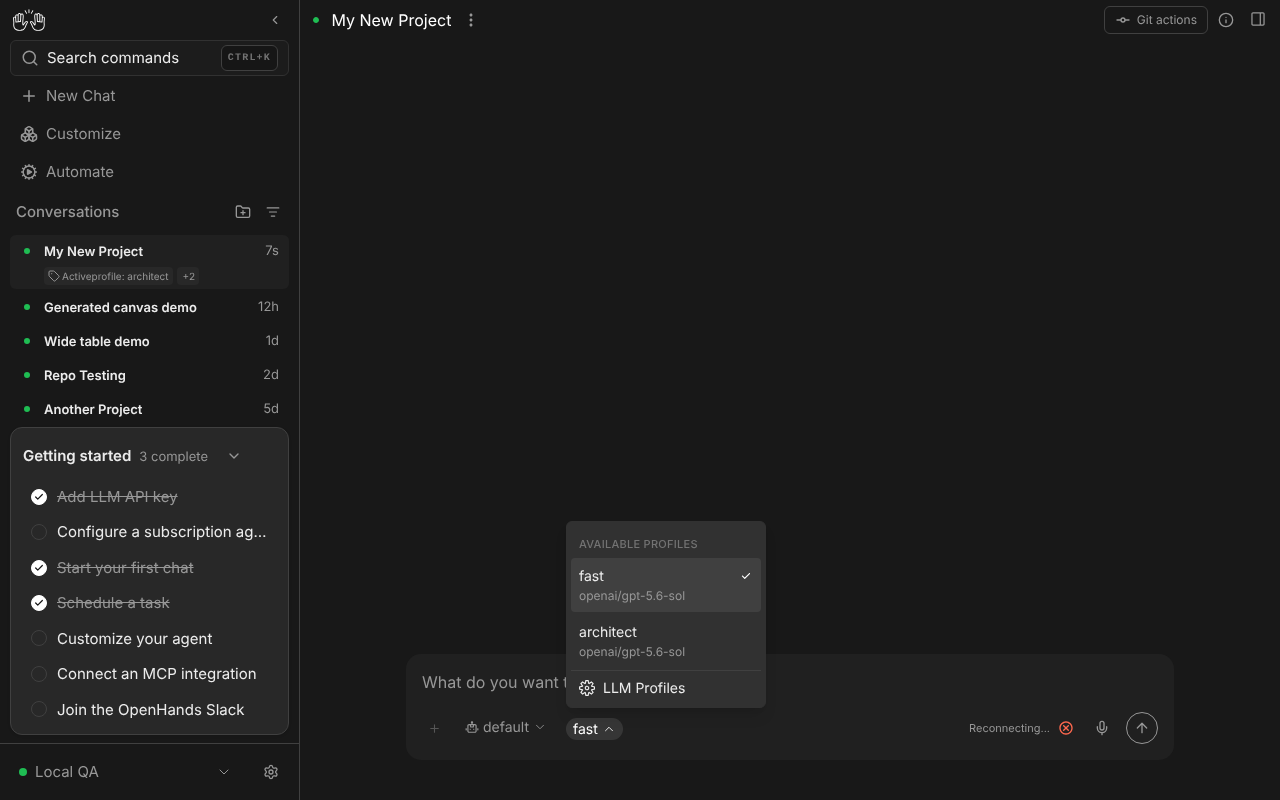 My New Project
Git actions
Search commands
CTRL+K
New Chat
Customize
Automate
Conversations
My New Project 7s
Activeprofile: architect +2
Generated canvas demo 12h
Wide table demo 1d
Repo Testing 2d
Another Project 5d
Getting started 3 complete
Add LLM API key
Configure a subscription ag...
Start your first chat
Schedule a task
Customize your agent
Connect an MCP integration
Join the OpenHands Slack
Local QA
AVAILABLE PROFILES
fast
openai/gpt-5.6-sol
architect
openai/gpt-5.6-sol
LLM Profiles
What do you want
default
fast
Reconnecting...